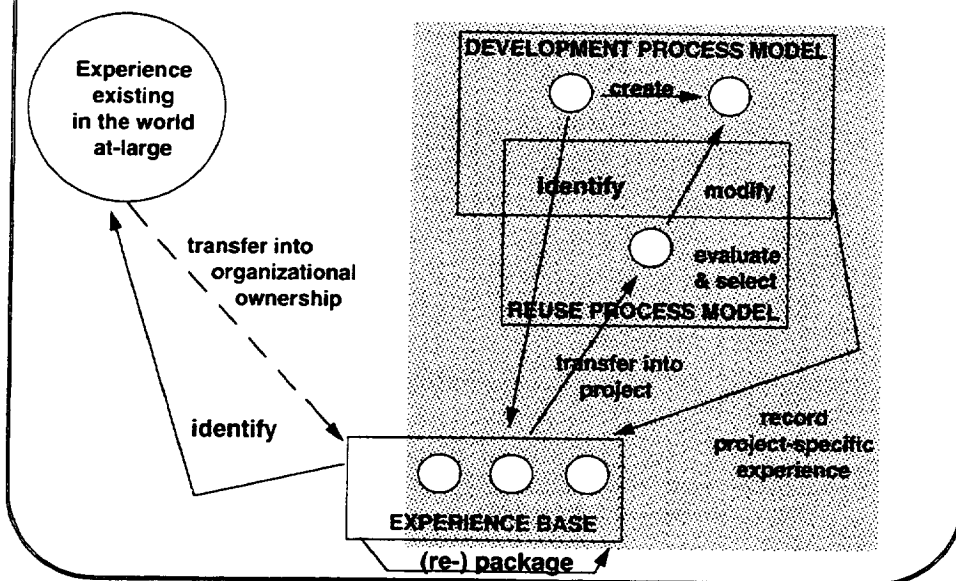 DEVELOPMENT PROCESS MODEL
Experience
existing
in the world
at-large
create
identify
modify
transfer into
organizational
ownership
evaluate
& select
REUSE PROCESS MODEL
transfer into
project
identify
record
project-specific
experience
EXPERIENCE BASE
(re-) package